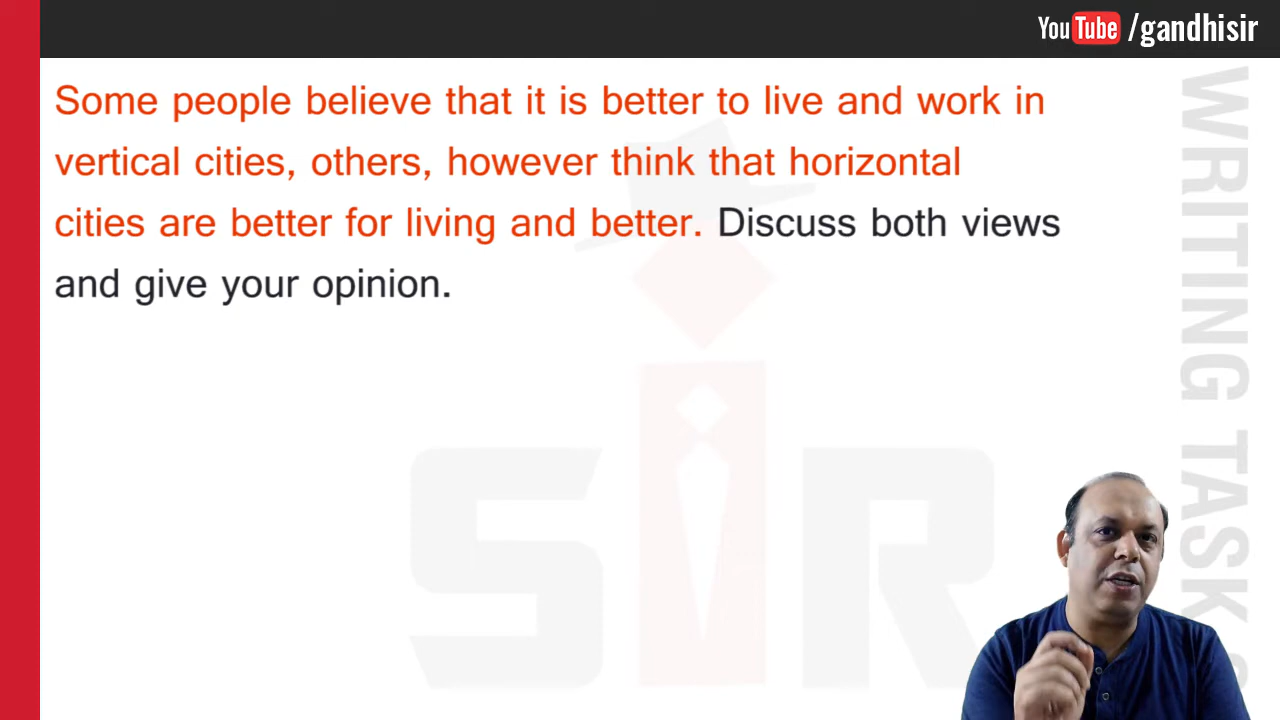 YouTube /gandhisir
Some people believe that it is better to live and work in
vertical cities, others, however think that horizontal
cities are better for living and better. Discuss both views
and give your opinion.
WRITING TASK
SIR